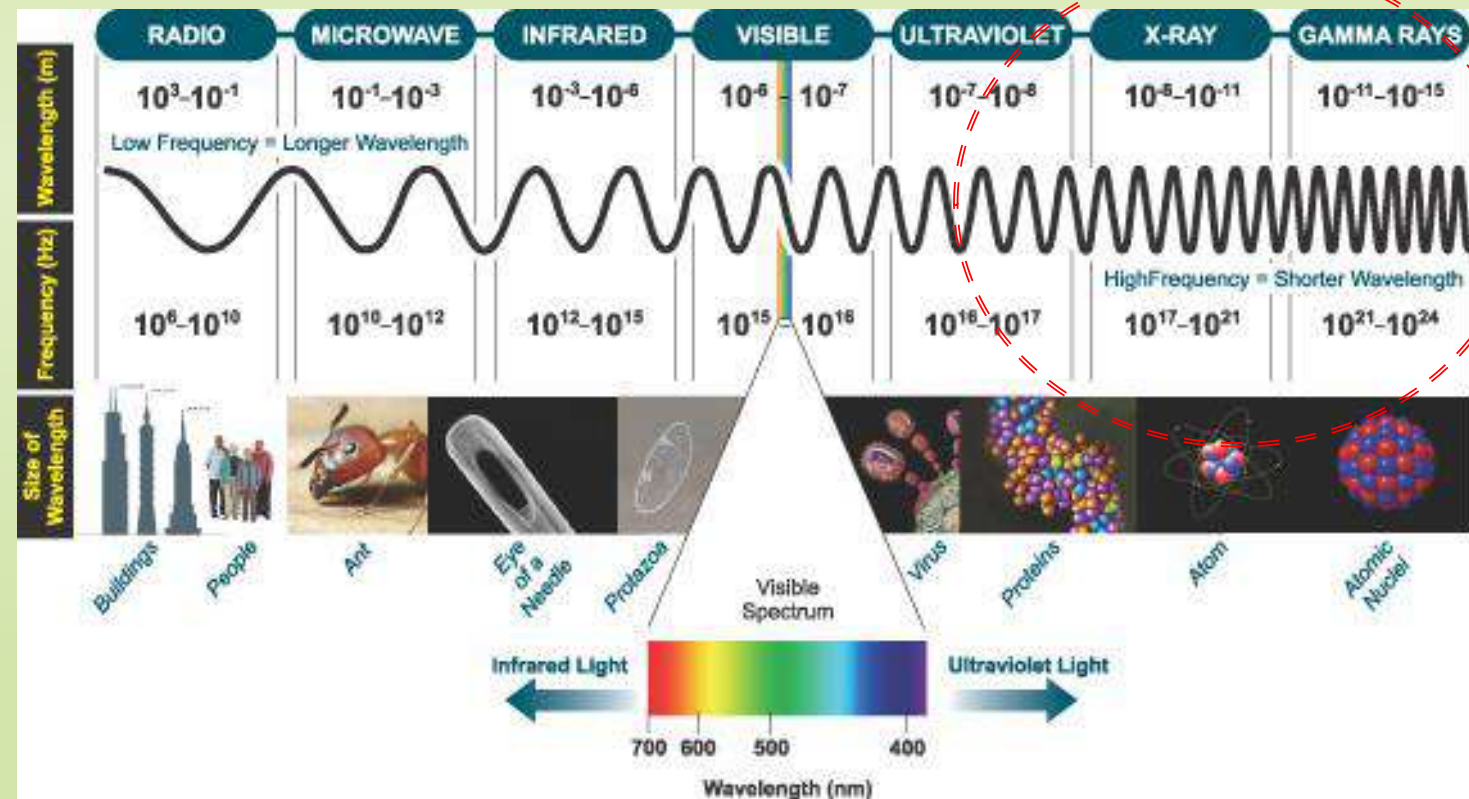 RADIO MICROWAVE INFRARED VISIBLE ULTRAVIOLET X-RAY GAMMA RAYS
Wavelength (m)
10³–10⁻¹ 10⁻¹–10⁻³ 10⁻³–10⁻⁶ 10⁻⁶ - 10⁻⁷ 10⁻⁷–10⁻⁸ 10⁻⁸–10⁻¹¹ 10⁻¹¹–10⁻¹⁵
Low Frequency = Longer Wavelength
HighFrequency = Shorter Wavelength
Frequency (Hz)
10⁶–10¹⁰ 10¹⁰–10¹² 10¹²–10¹⁵ 10¹⁵ - 10¹⁶ 10¹⁶–10¹⁷ 10¹⁷–10²¹ 10²¹–10²⁴
Size of
Wavelength
Buildings
People
Ant
Eye
of a
Needle
Protazoa
Virus
Proteins
Atom
Atomic
Nuclei
Visible
Spectrum
Infrared Light
Ultraviolet Light
700 600 500 400
Wavelength (nm)